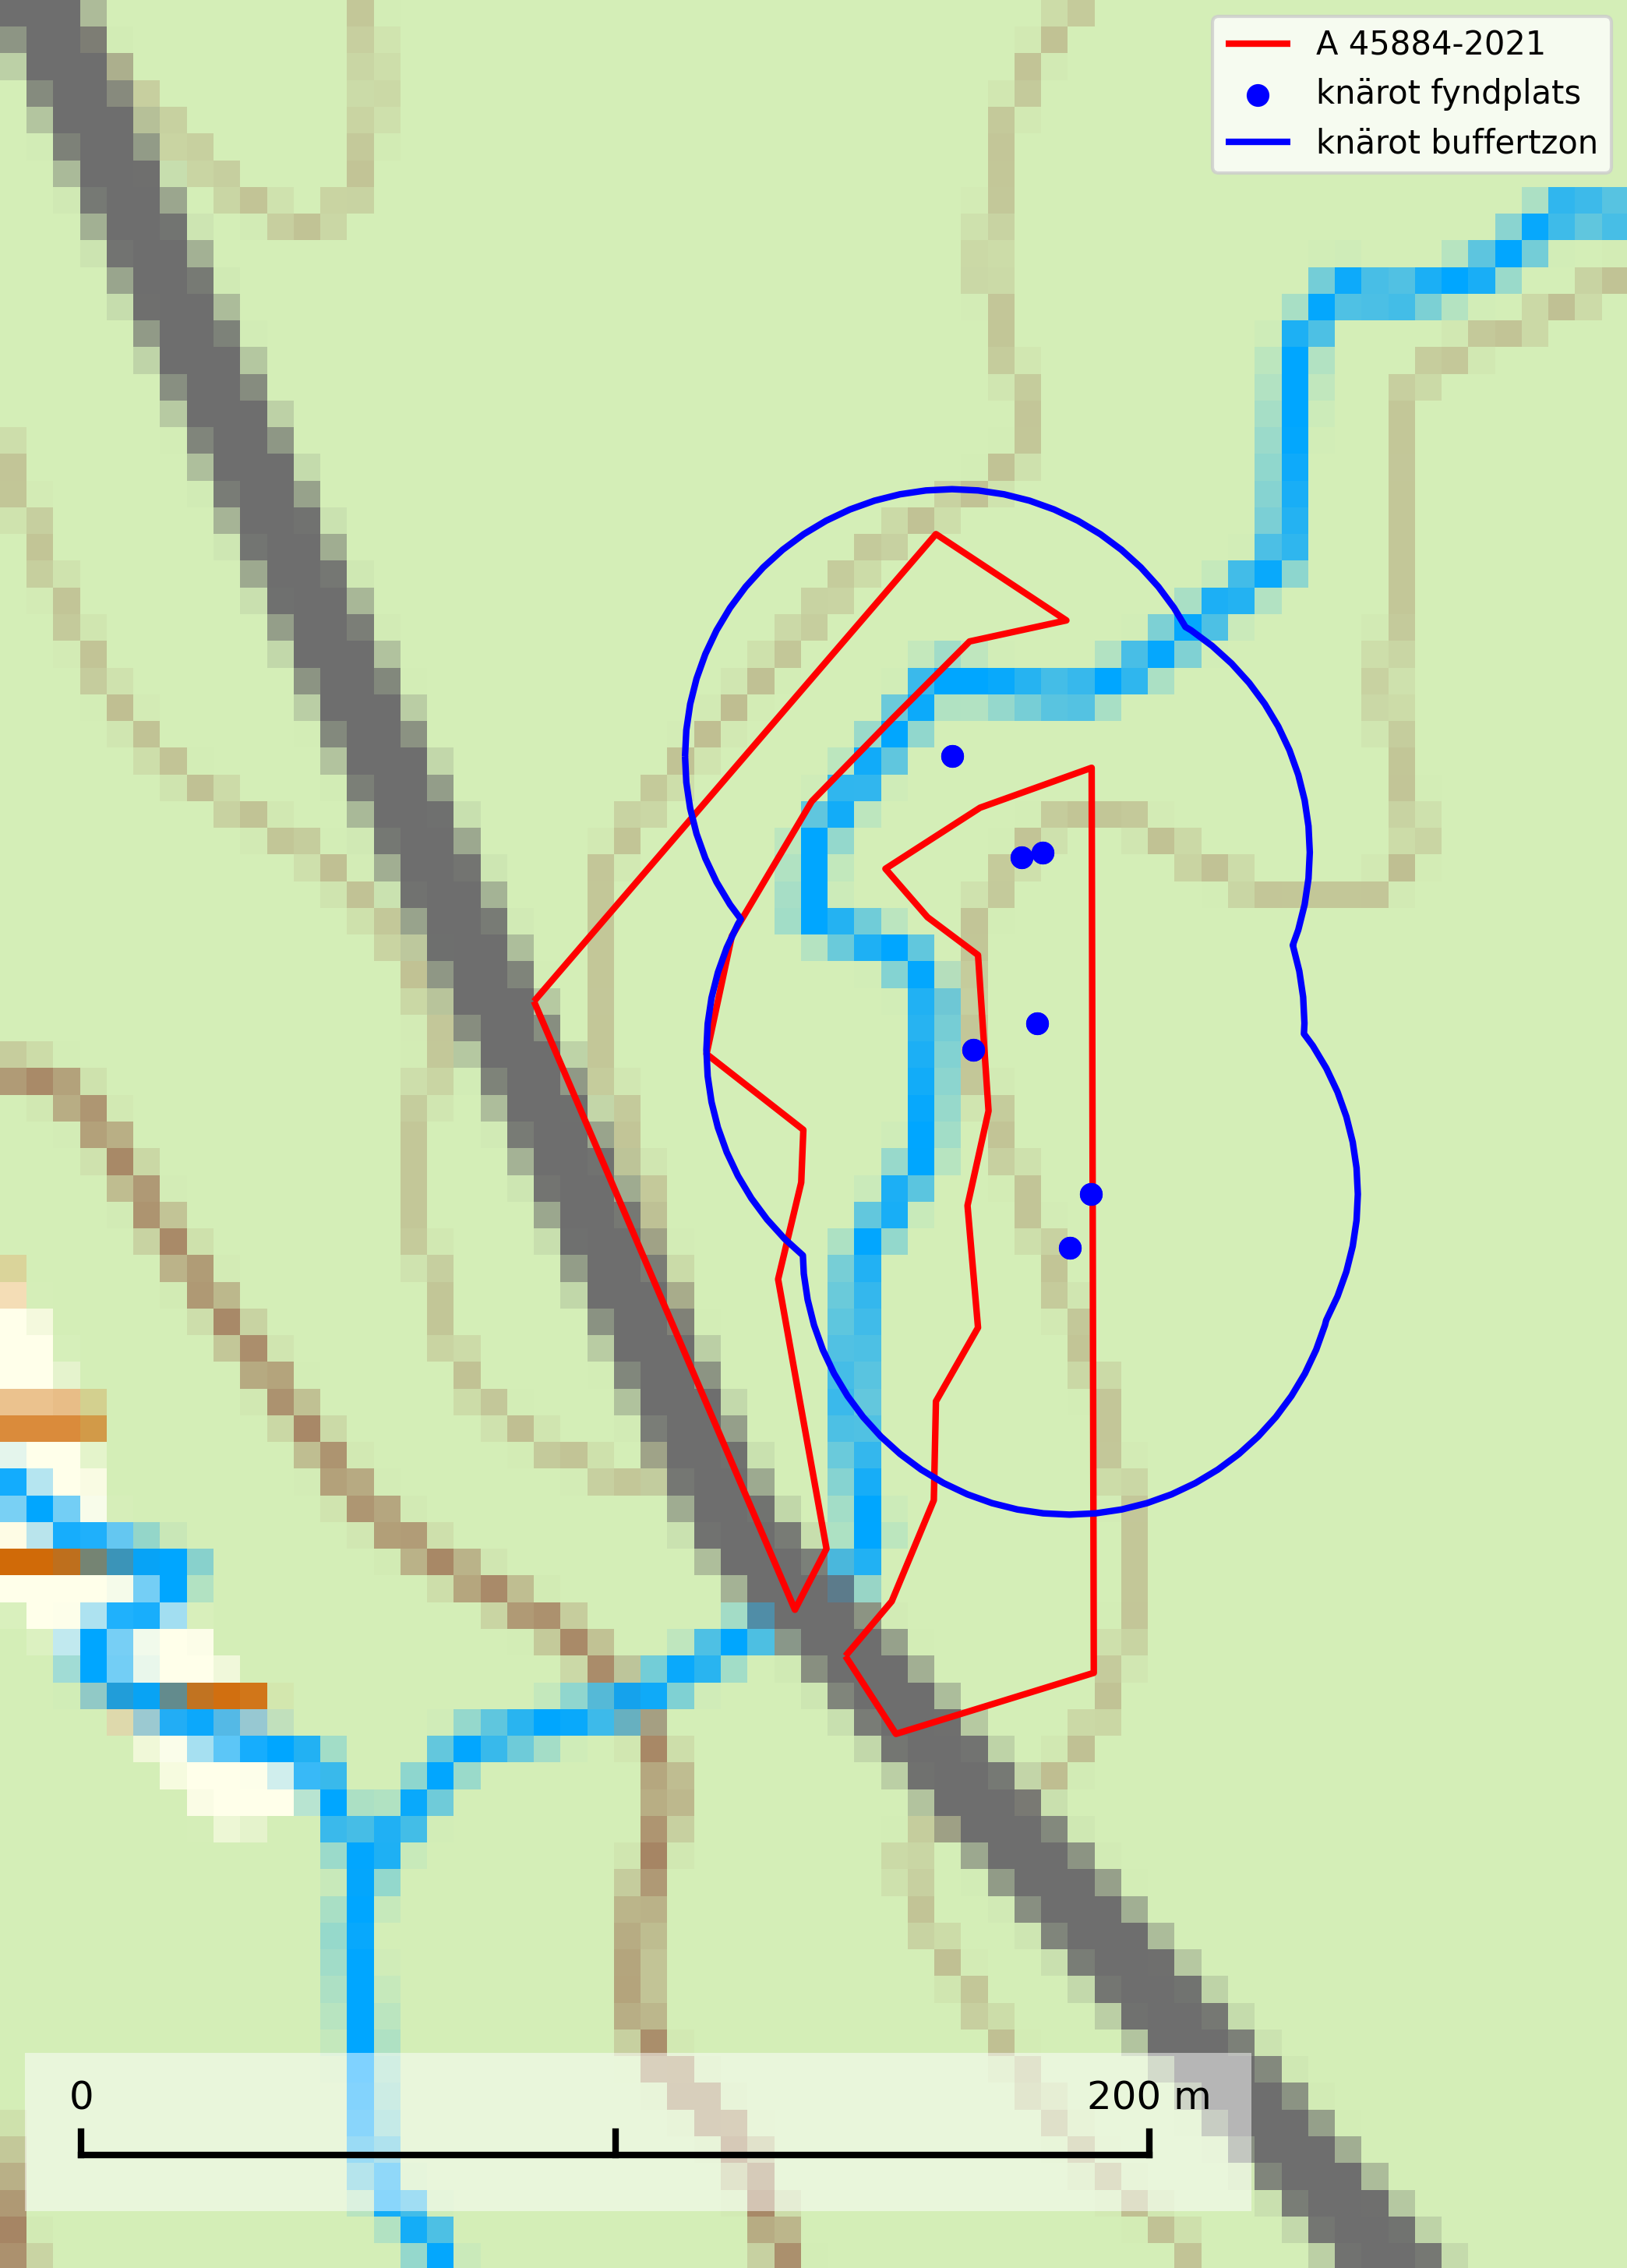 A 45884-2021
knärot fyndplats
knärot buffertzon
0
200 m